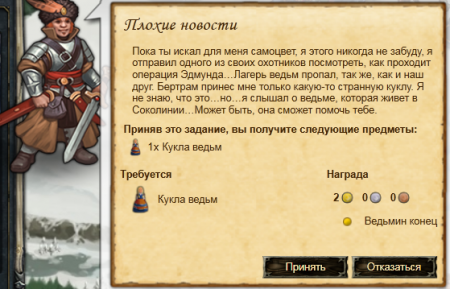 Плохие новости
Пока ты искал для меня самоцвет, я этого никогда не забуду, я
отправил одного из своих охотников посмотреть, как проходит
операция Эдмунда...Лагерь ведьм пропал, так же, как и наш
друг. Бертрам принес мне только какую-то странную куклу. Я
не знаю, что это...но...я слышал о ведьме, которая живет в
Соколинии...Может быть, она сможет помочь тебе.
Приняв это задание, вы получите следующие предметы:
1x Кукла ведьм
Требуется
Награда
Кукла ведьм
2 0 0
Ведьмин конец
Принять
Отказаться